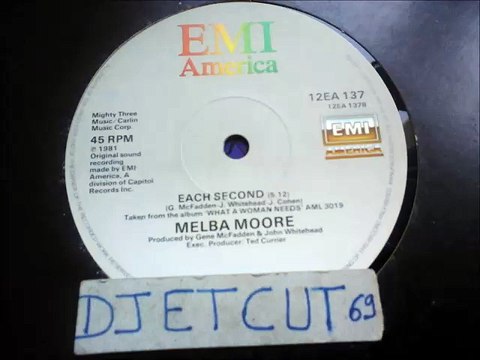 EMI
America
12EA 137
12EA 137B
Mighty Three
Music/Carlin
Music Corp.
45 RPM
℗ 1981
Original sound
recording
made by EMI
America, A
division of Capitol
Records Inc.
EMI
EACH SECOND (5·12)
(G. McFadden-J. Whitehead-J. Cohen)
Taken from the album 'WHAT A WOMAN NEEDS' AML 3019
MELBA MOORE
Produced by Gene McFadden & John Whitehead
Exec. Producer: Ted Currier
DJETCUT69